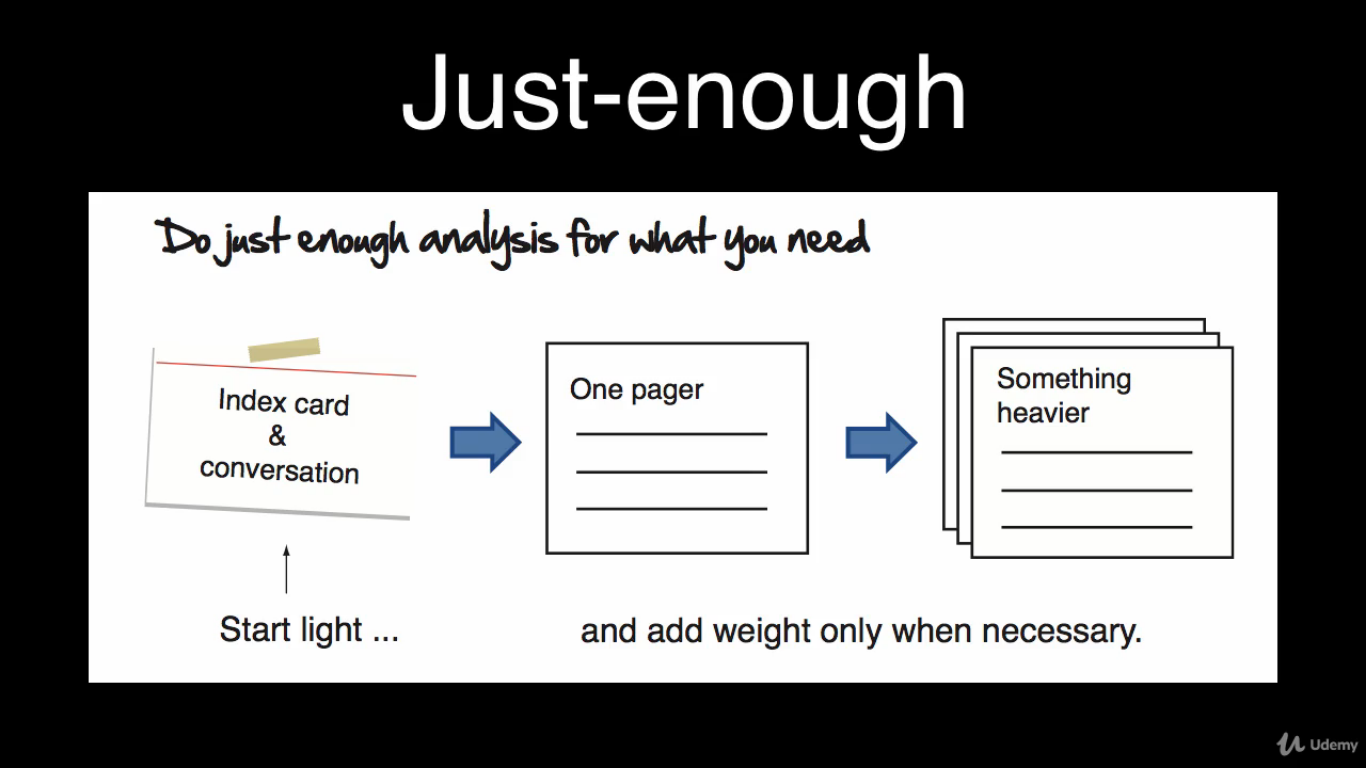 Just-enough
Do just enough analysis for what you need
Index card
&
conversation
One pager
Something
heavier
Start light ...
and add weight only when necessary.
Udemy